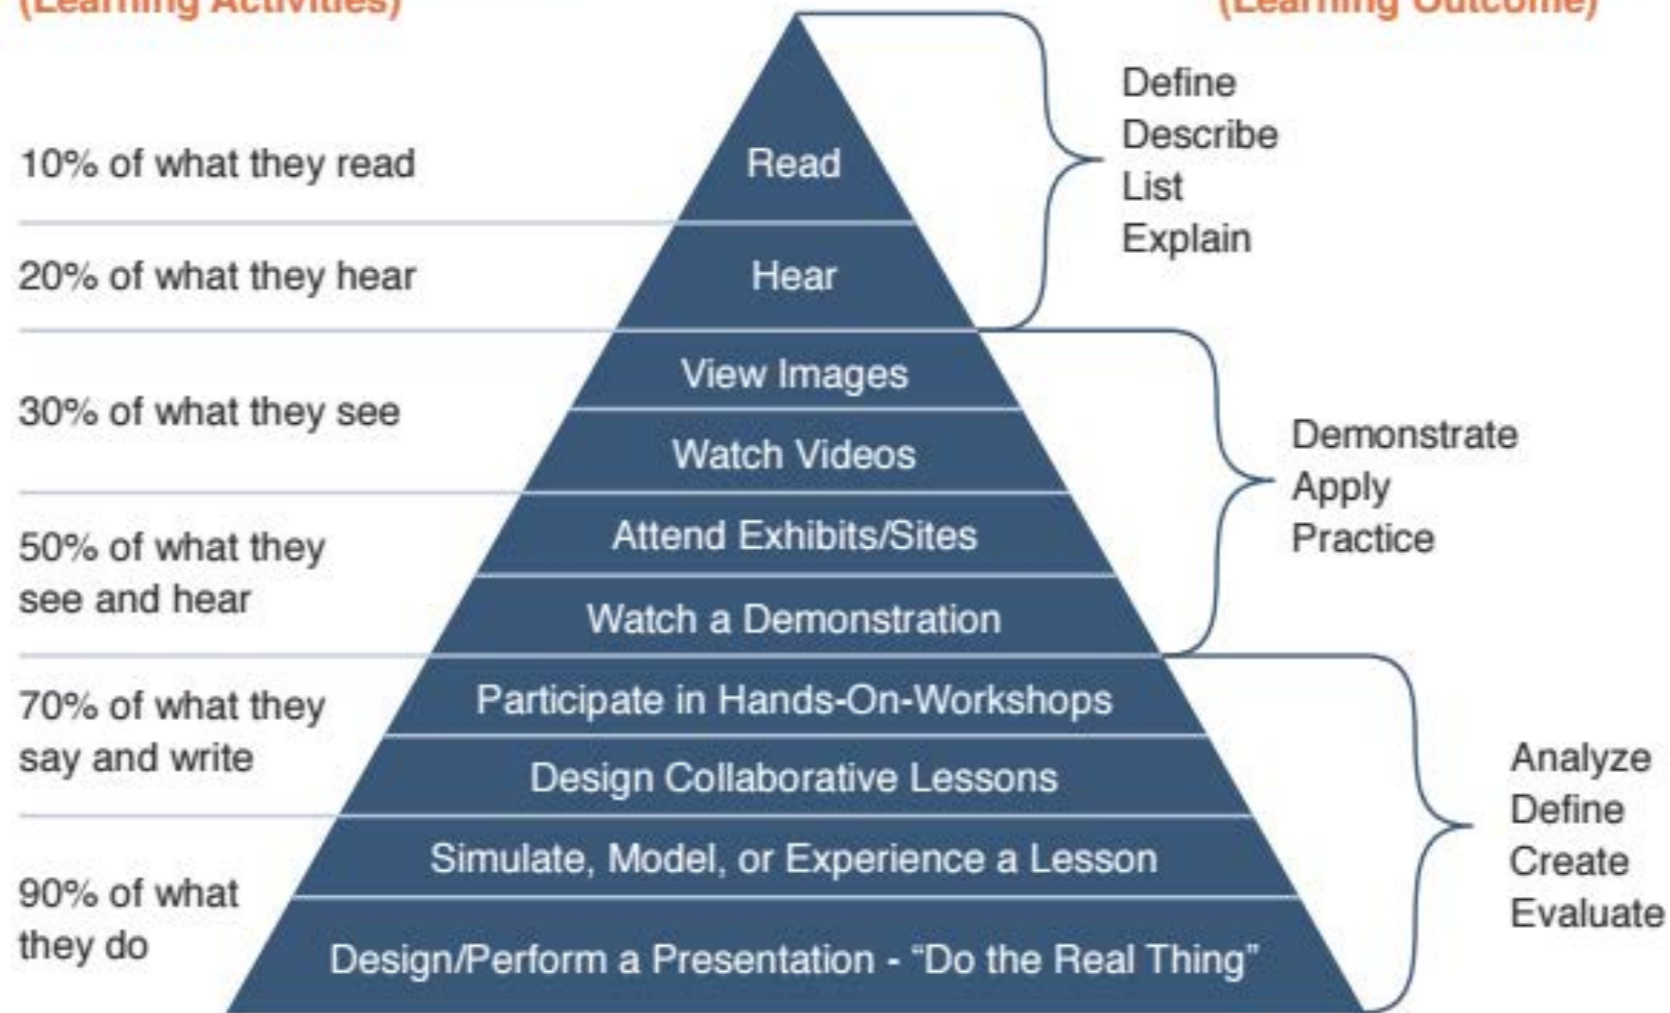 (Learning Activities)
(Learning Outcome)
10% of what they read
20% of what they hear
30% of what they see
50% of what they
see and hear
70% of what they
say and write
90% of what
they do
Read
Hear
View Images
Watch Videos
Attend Exhibits/Sites
Watch a Demonstration
Participate in Hands-On-Workshops
Design Collaborative Lessons
Simulate, Model, or Experience a Lesson
Design/Perform a Presentation - “Do the Real Thing”
Define
Describe
List
Explain
Demonstrate
Apply
Practice
Analyze
Define
Create
Evaluate